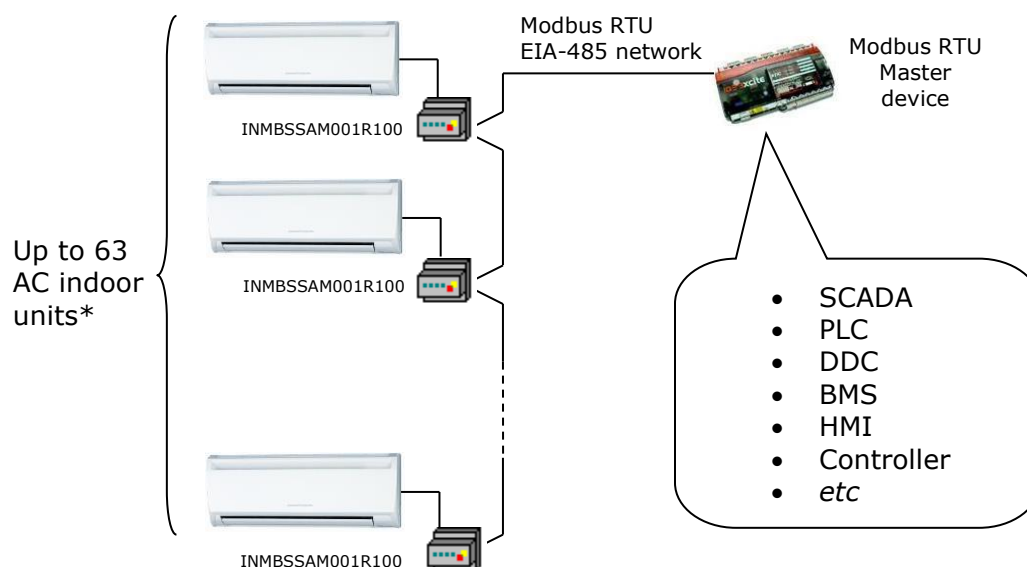 Modbus RTU
EIA-485 network
Modbus RTU
Master
device
INMBSSAM001R100
INMBSSAM001R100
Up to 63
AC indoor
units*
• SCADA
• PLC
• DDC
• BMS
• HMI
• Controller
• etc
INMBSSAM001R100